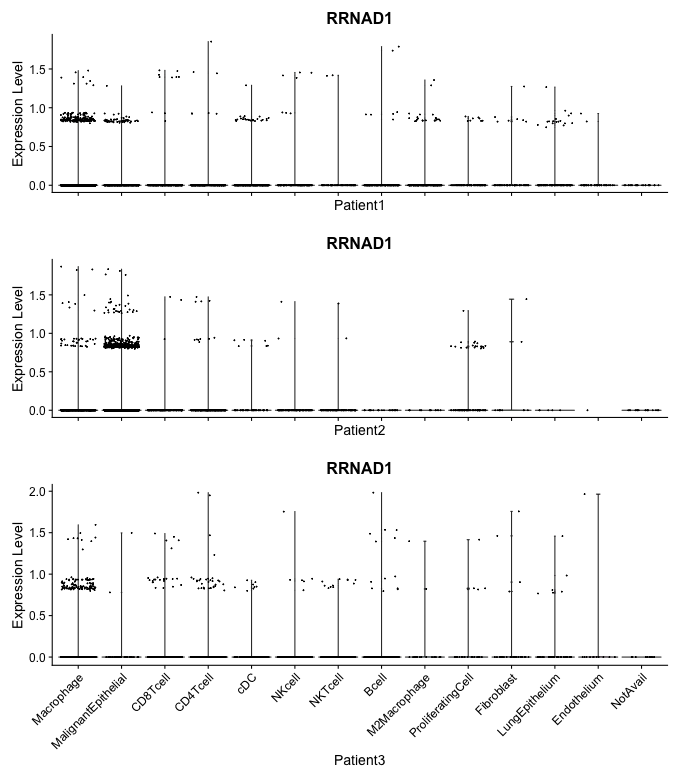 RRNAD1
Expression Level
1.5
1.0
0.5
0.0
Patient1
RRNAD1
Expression Level
1.5
1.0
0.5
0.0
Patient2
RRNAD1
Expression Level
2.0
1.5
1.0
0.5
0.0
Macrophage
MalignantEpithelial
CD8Tcell
CD4Tcell
cDC
NKcell
NKTcell
Bcell
M2Macrophage
ProliferatingCell
Fibroblast
LungEpithelium
Endothelium
NotAvail
Patient3